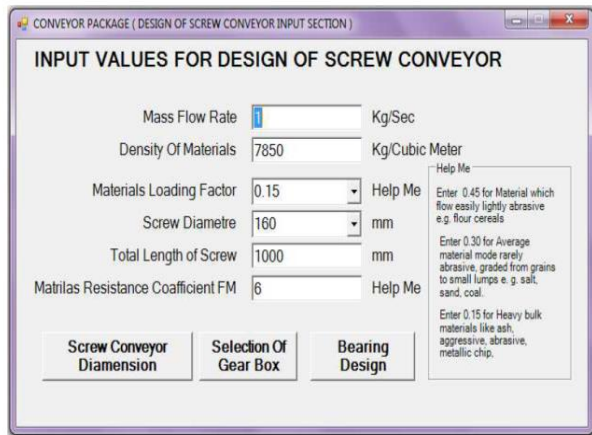 CONVEYOR PACKAGE ( DESIGN OF SCREW CONVEYOR INPUT SECTION )
INPUT VALUES FOR DESIGN OF SCREW CONVEYOR
Mass Flow Rate 1 Kg/Sec
Density Of Materials 7850 Kg/Cubic Meter
Materials Loading Factor 0.15 Help Me
Screw Diametre 160 mm
Total Length of Screw 1000 mm
Matrilas Resistance Coafficient FM 6 Help Me
Help Me
Enter 0.45 for Material which
flow easily lightly abrasive
e.g. flour cereals
Enter 0.30 for Average
material mode rarely
abrasive, graded from grains
to small lumps e. g. salt,
sand, coal.
Enter 0.15 for Heavy bulk
materials like ash,
aggressive, abrasive,
metallic chip,
Screw Conveyor
Diamension
Selection Of
Gear Box
Bearing
Design